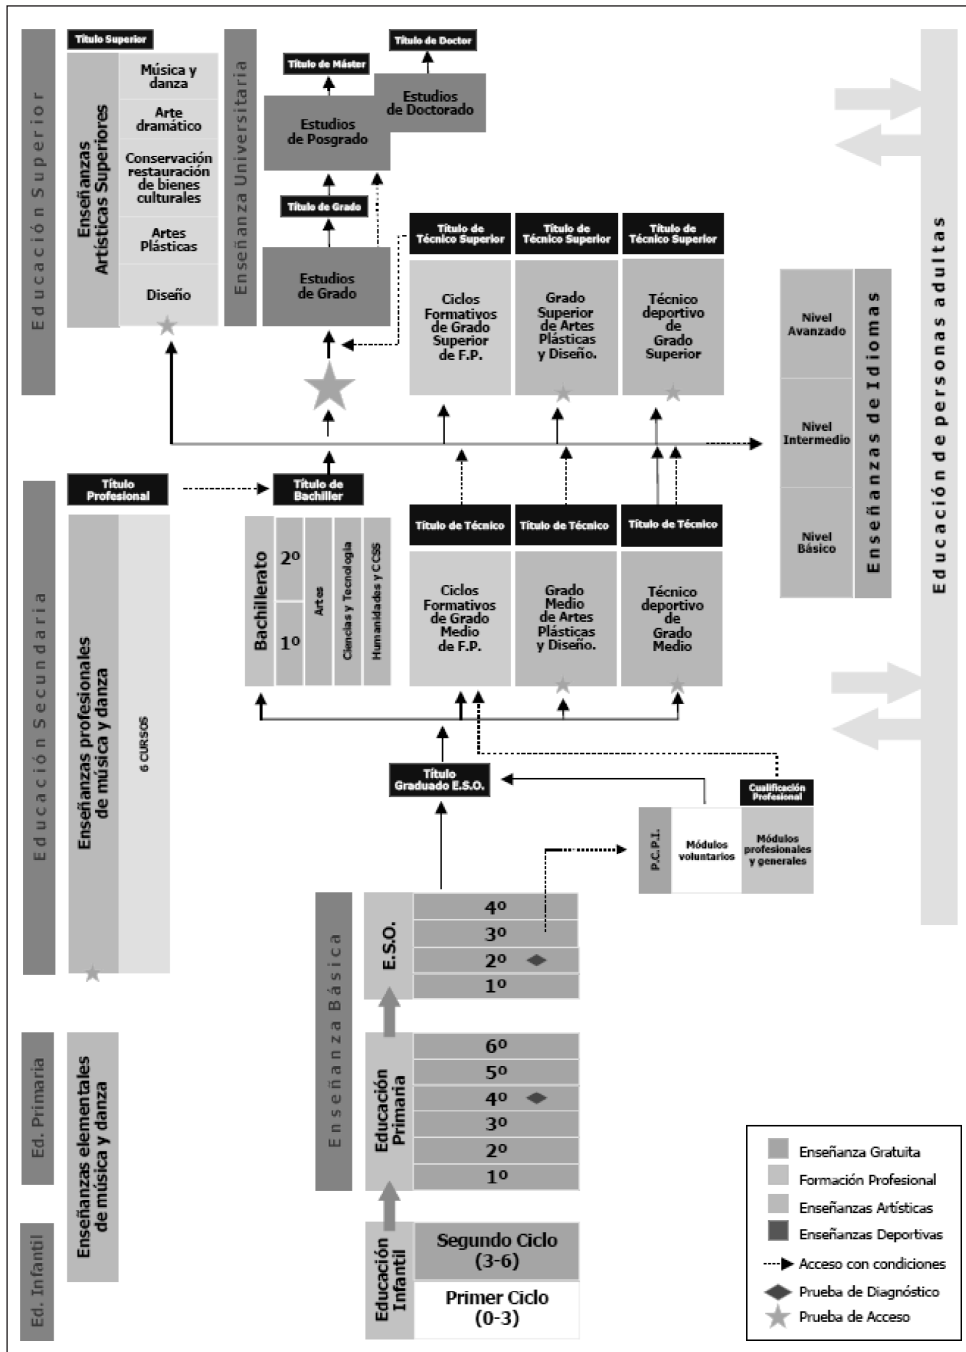 Educación Superior
Título Superior
Enseñanzas
Artísticas Superiores
Música y
danza
Arte
dramático
Conservación
restauración
de bienes
culturales
Artes
Plásticas
Diseño
Enseñanza Universitaria
Título de Doctor
Título de Máster
Estudios
de Doctorado
Estudios
de Posgrado
Título de Grado
Estudios
de Grado
Título de
Técnico Superior
Título de
Técnico Superior
Título de
Técnico Superior
Ciclos
Formativos
de Grado
Superior
de F.P.
Grado
Superior
de Artes
Plásticas
y Diseño.
Técnico
deportivo
de
Grado
Superior
Nivel
Avanzado
Nivel
Intermedio
Nivel
Básico
Enseñanzas de Idiomas
Educación de personas adultas
Educación Secundaria
Título
Profesional
Enseñanzas profesionales
de música y danza
6 CURSOS
Título de
Bachiller
Bachillerato
2º
1º
Artes
Ciencias y Tecnología
Humanidades y CCSS
Título de Técnico
Título de Técnico
Título de Técnico
Ciclos
Formativos
de Grado
Medio
de F.P.
Grado
Medio
de Artes
Plásticas
y Diseño.
Técnico
deportivo
de
Grado
Medio
Título
Graduado E.S.O.
Cualificación
Profesional
P.C.P.I.
Módulos
voluntarios
Módulos
profesionales
y generales
Enseñanza Básica
E.S.O.
4º
3º
2º
1º
Ed. Primaria
Enseñanzas elementales
de música y danza
Educación
Primaria
6º
5º
4º
3º
2º
1º
Ed. Infantil
Educación
Infantil
Segundo Ciclo
(3-6)
Primer Ciclo
(0-3)
Enseñanza Gratuita
Formación Profesional
Enseñanzas Artísticas
Enseñanzas Deportivas
Acceso con condiciones
Prueba de Diagnóstico
Prueba de Acceso